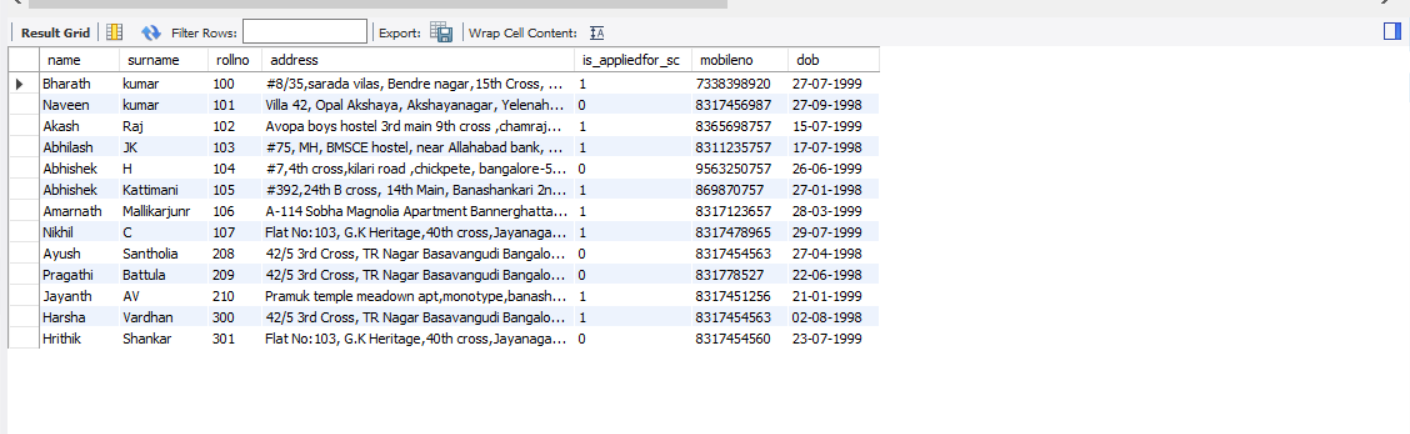 Result Grid Filter Rows: Export: Wrap Cell Content: IA
name surname rollno address is_appliedfor_sc mobileno dob
Bharath kumar 100 #8/35,sarada vilas, Bendre nagar,15th Cross, ... 1 7338398920 27-07-1999
Naveen kumar 101 Villa 42, Opal Akshaya, Akshayanagar, Yelenah... 0 8317456987 27-09-1998
Akash Raj 102 Avopa boys hostel 3rd main 9th cross ,chamraj... 1 8365698757 15-07-1999
Abhilash JK 103 #75, MH, BMSCE hostel, near Allahabad bank, ... 1 8311235757 17-07-1998
Abhishek H 104 #7,4th cross,kilari road ,chickpete, bangalore-5... 0 9563250757 26-06-1999
Abhishek Kattimani 105 #392,24th B cross, 14th Main, Banashankari 2n... 1 869870757 27-01-1998
Amarnath Mallikarjunr 106 A-114 Sobha Magnolia Apartment Bannerghatta... 1 8317123657 28-03-1999
Nikhil C 107 Flat No:103, G.K Heritage,40th cross,Jayanaga... 1 8317478965 29-07-1999
Ayush Santholia 208 42/5 3rd Cross, TR Nagar Basavangudi Bangalo... 0 8317454563 27-04-1998
Pragathi Battula 209 42/5 3rd Cross, TR Nagar Basavangudi Bangalo... 0 831778527 22-06-1998
Jayanth AV 210 Pramuk temple meadown apt,monotype,banash... 1 8317451256 21-01-1999
Harsha Vardhan 300 42/5 3rd Cross, TR Nagar Basavangudi Bangalo... 1 8317454563 02-08-1998
Hrithik Shankar 301 Flat No:103, G.K Heritage,40th cross,Jayanaga... 0 8317454560 23-07-1999